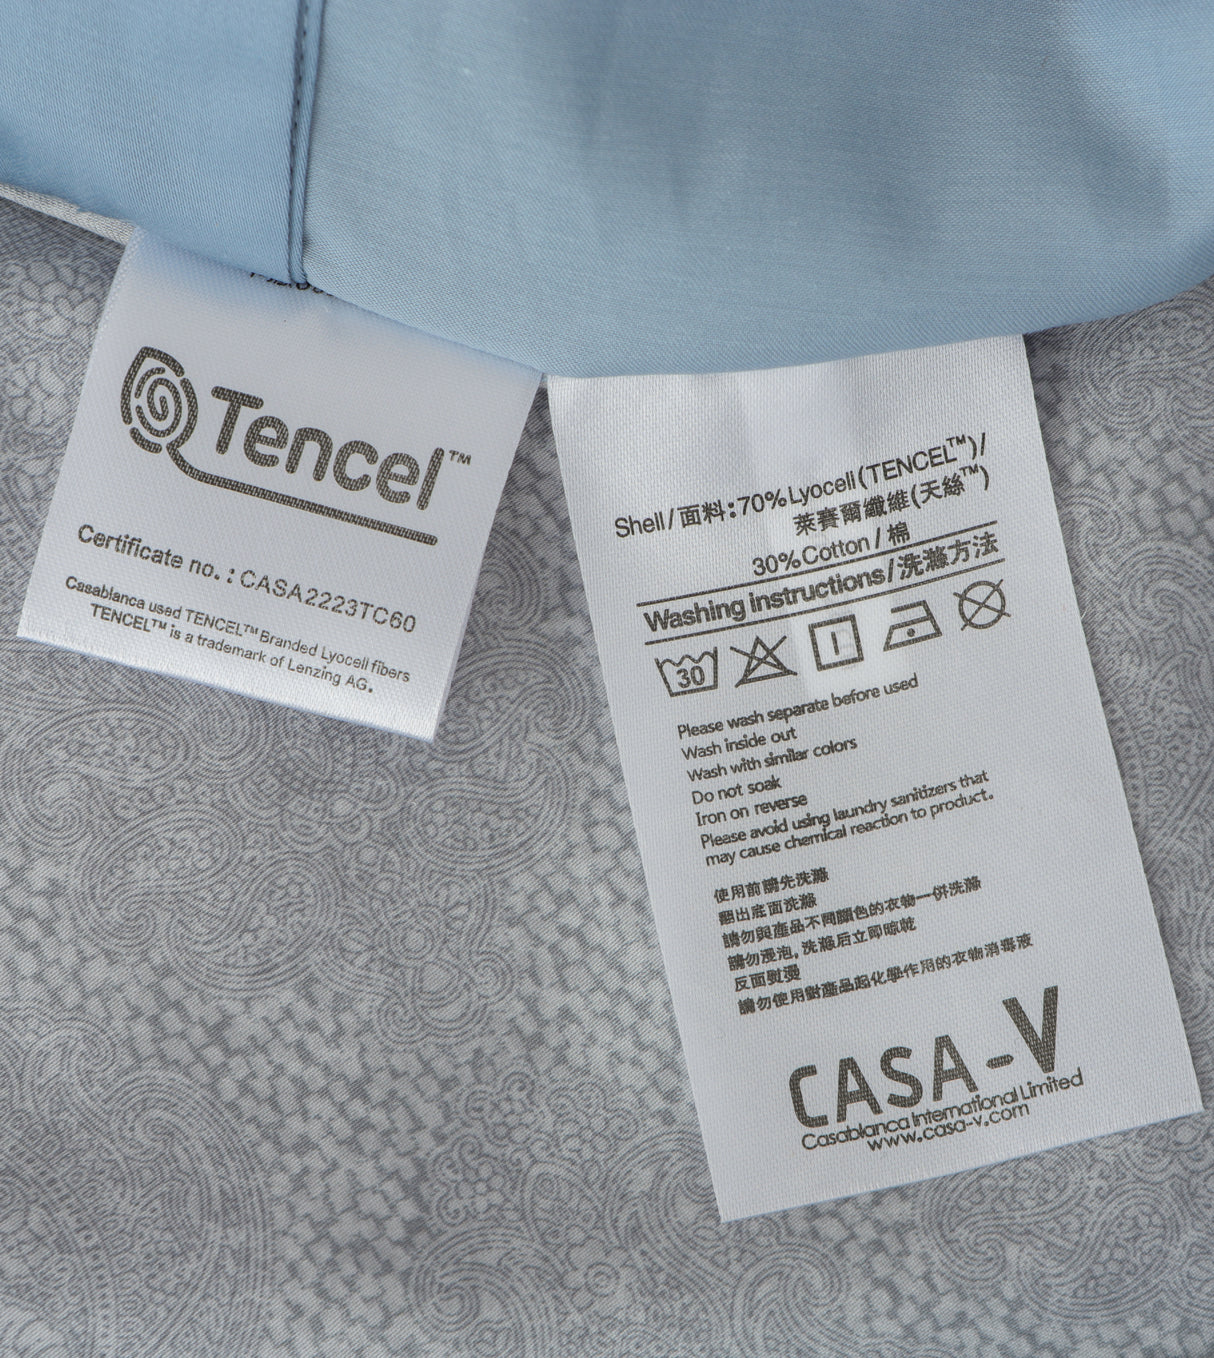 Tencel™
Certificate no.:CASA2223TC60
Casablanca used TENCEL™Branded Lyocell fibers
TENCEL™ is a trademark of Lenzing AG.
Shell/面料:70%Lyocell(TENCEL™)/
萊賽爾纖維(天絲™)
30%Cotton/棉
Washing instructions/洗滌方法
30
Please wash separate before used
Wash inside out
Wash with similar colors
Do not soak
Iron on reverse
Please avoid using laundry sanitizers that
may cause chemical reaction to product.
使用前請先洗滌
翻出底面洗滌
請勿與產品不同顏色的衣物一併洗滌
請勿浸泡,洗滌后立即晾乾
反面熨燙
請勿使用對產品起化學作用的衣物消毒液
CASA-V
Casablanca International Limited
www.casa-v.com